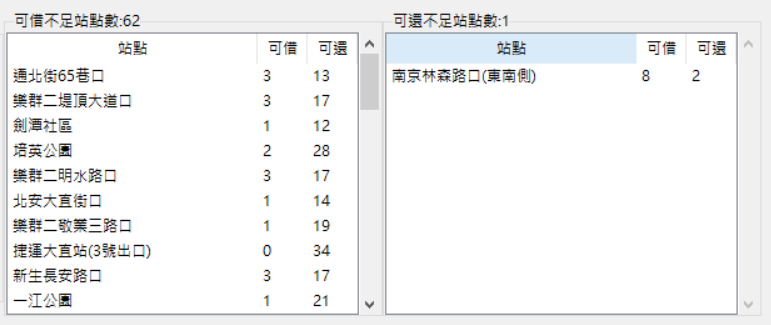 可借不足站點數:62
站點 可借 可還
通北街65巷口 3 13
樂群二堤頂大道口 3 17
劍潭社區 1 12
培英公園 2 28
樂群二明水路口 3 17
北安大直街口 1 14
樂群二敬業三路口 1 19
捷運大直站(3號出口) 0 34
新生長安路口 3 17
一江公園 1 21
可還不足站點數:1
站點 可借 可還
南京林森路口(東南側) 8 2